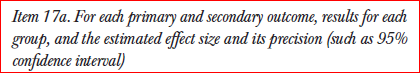 Item 17a. For each primary and secondary outcome, results for each
group, and the estimated effect size and its precision (such as 95%
confidence interval)